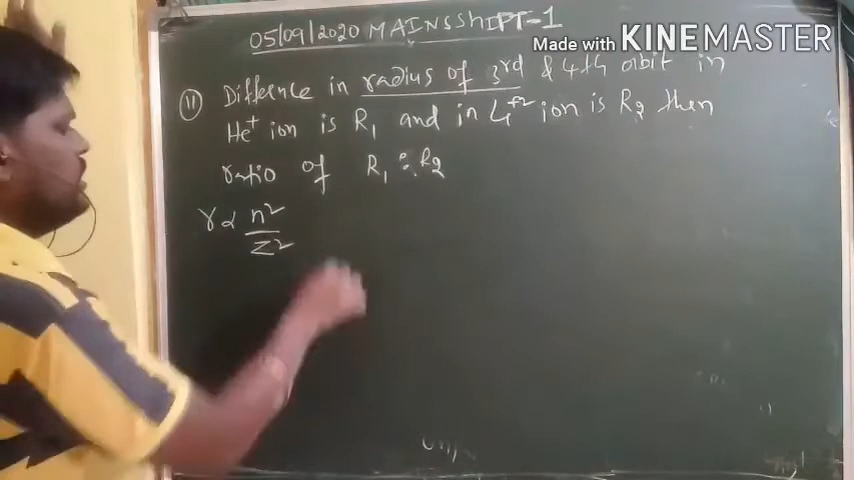 05/09/2020 MAINS ShIFT-1
Made with KINEMASTER
11 Difference in radius of 3rd & 4th orbit in
He+ ion is R1 and in Li+2 ion is R2 then
ratio of R1 : R2
r ∝ n²/Z²